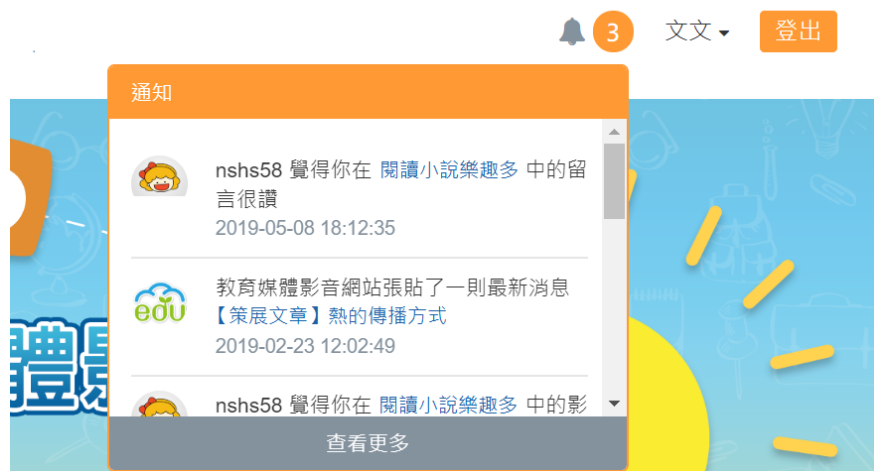 3 文文 登出
通知
nshs58 覺得你在 閱讀小說樂趣多 中的留
言很讚
2019-05-08 18:12:35
教育媒體影音網站張貼了一則最新消息
【策展文章】熱的傳播方式
edu
2019-02-23 12:02:49
體影
nshs58 覺得你在 閱讀小說樂趣多 中的影
查看更多